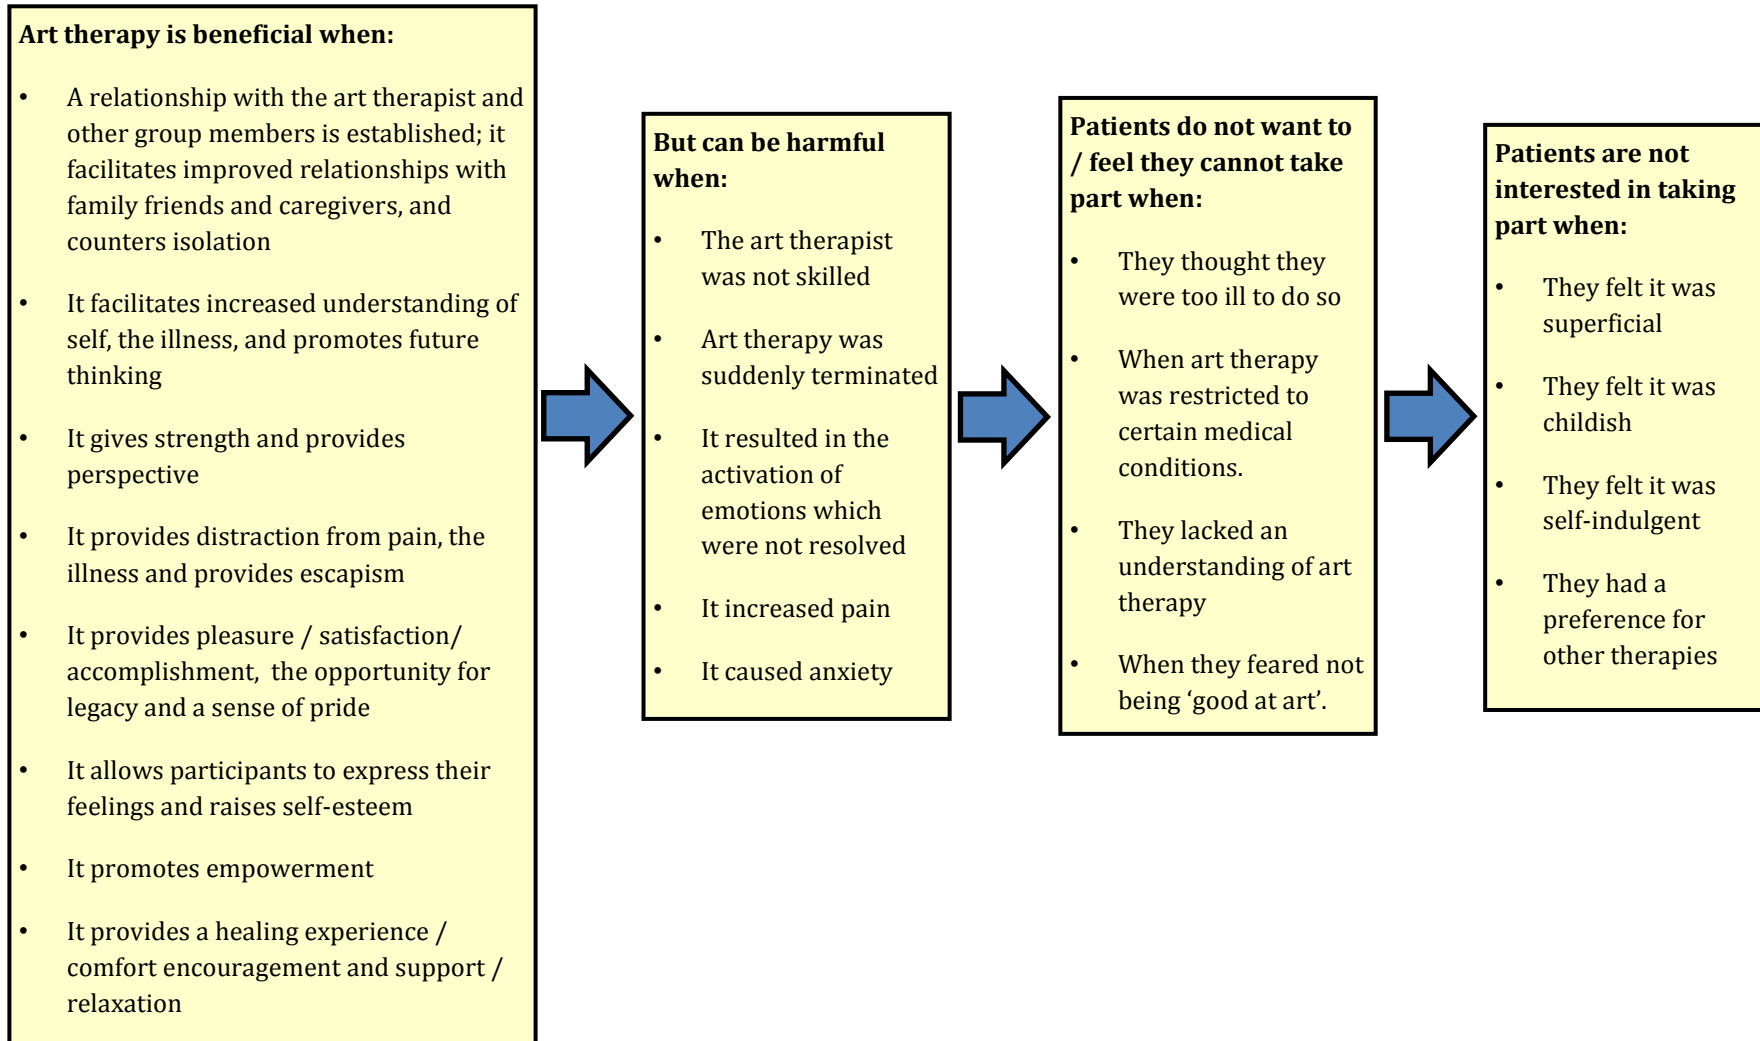 Art therapy is beneficial when:
• A relationship with the art therapist and
other group members is established; it
facilitates improved relationships with
family friends and caregivers, and
counters isolation
• It facilitates increased understanding of
self, the illness, and promotes future
thinking
• It gives strength and provides
perspective
• It provides distraction from pain, the
illness and provides escapism
• It provides pleasure / satisfaction/
accomplishment,  the opportunity for
legacy and a sense of pride
• It allows participants to express their
feelings and raises self-esteem
• It promotes empowerment
• It provides a healing experience /
comfort encouragement and support /
relaxation
But can be harmful
when:
• The art therapist
was not skilled
• Art therapy was
suddenly terminated
• It resulted in the
activation of
emotions which
were not resolved
• It increased pain
• It caused anxiety
Patients do not want to
/ feel they cannot take
part when:
• They thought they
were too ill to do so
• When art therapy
was restricted to
certain medical
conditions.
• They lacked an
understanding of art
therapy
• When they feared not
being ‘good at art’.
Patients are not
interested in taking
part when:
• They felt it was
superficial
• They felt it was
childish
• They felt it was
self-indulgent
• They had a
preference for
other therapies